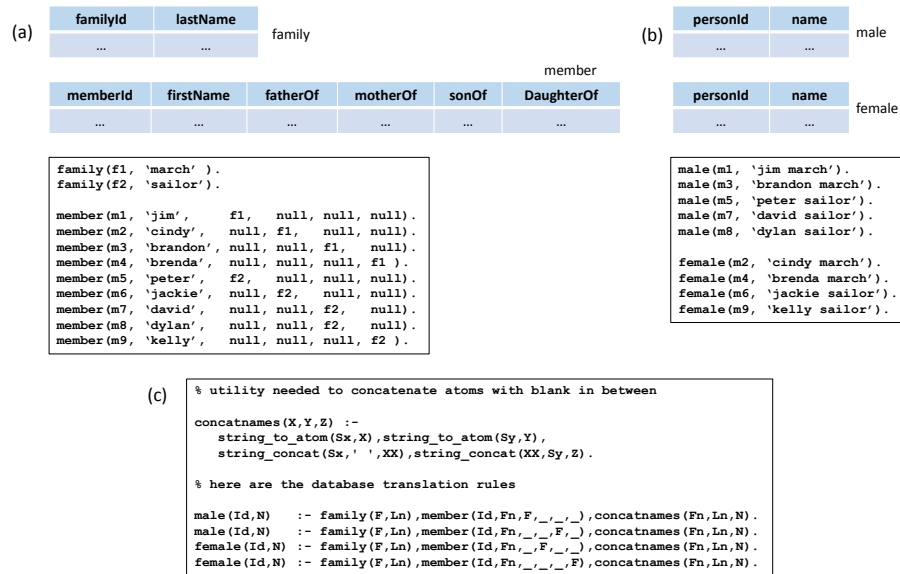 (a)
familyId lastName
... ...
family
member
memberId firstName fatherOf motherOf sonOf DaughterOf
... ... ... ... ... ...
family(f1, ‘march’ ).
family(f2, ‘sailor’).
member(m1, ‘jim’, f1, null, null, null).
member(m2, ‘cindy’, null, f1, null, null).
member(m3, ‘brandon’, null, null, f1, null).
member(m4, ‘brenda’, null, null, null, f1 ).
member(m5, ‘peter’, f2, null, null, null).
member(m6, ‘jackie’, null, f2, null, null).
member(m7, ‘david’, null, null, f2, null).
member(m8, ‘dylan’, null, null, f2, null).
member(m9, ‘kelly’, null, null, null, f2 ).
(b)
personId name
... ...
male
personId name
... ...
female
male(m1, ‘jim march’).
male(m3, ‘brandon march’).
male(m5, ‘peter sailor’).
male(m7, ‘david sailor’).
male(m8, ‘dylan sailor’).
female(m2, ‘cindy march’).
female(m4, ‘brenda march’).
female(m6, ‘jackie sailor’).
female(m9, ‘kelly sailor’).
(c)
% utility needed to concatenate atoms with blank in between
concatnames(X,Y,Z) :-
string_to_atom(Sx,X),string_to_atom(Sy,Y),
string_concat(Sx,' ',XX),string_concat(XX,Sy,Z).
% here are the database translation rules
male(Id,N) :- family(F,Ln),member(Id,Fn,F,_,_,_),concatnames(Fn,Ln,N).
male(Id,N) :- family(F,Ln),member(Id,Fn,_,_,F,_),concatnames(Fn,Ln,N).
female(Id,N) :- family(F,Ln),member(Id,Fn,_,F,_,_),concatnames(Fn,Ln,N).
female(Id,N) :- family(F,Ln),member(Id,Fn,_,_,_,F),concatnames(Fn,Ln,N).